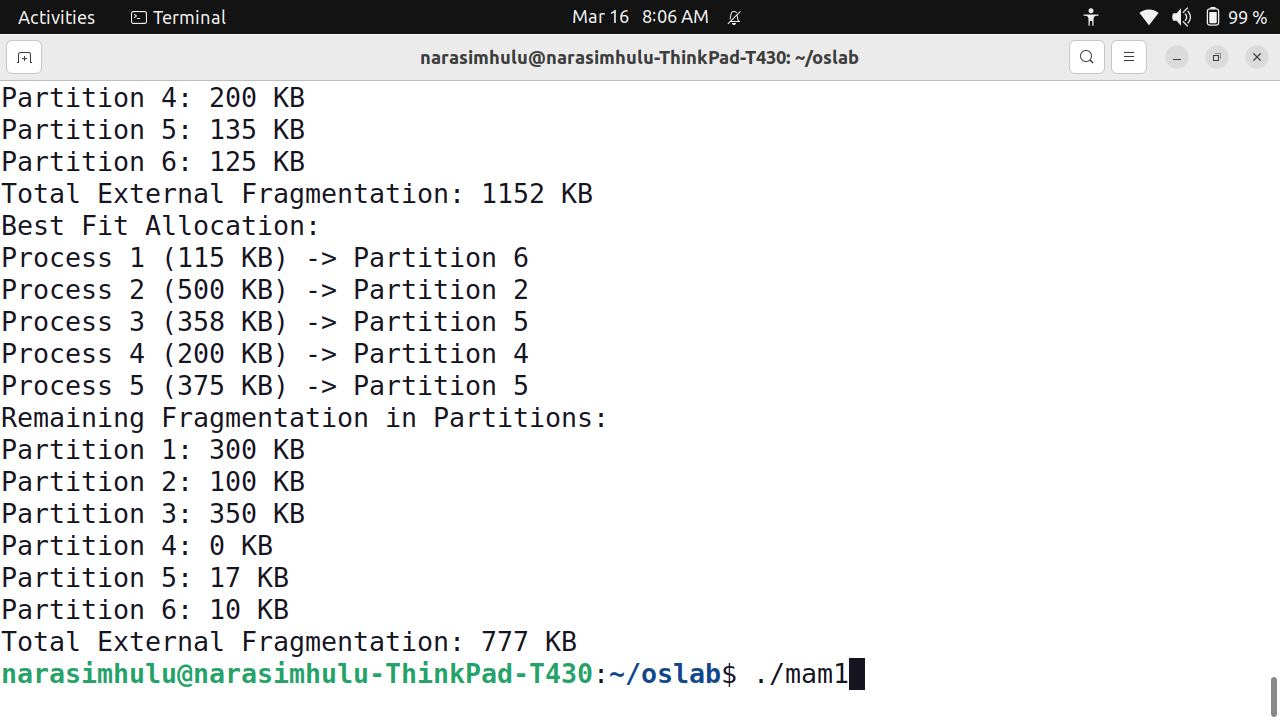 Activities
Terminal
Mar 16 8:06 AM
99 %
narasimhulu@narasimhulu-ThinkPad-T430: ~/oslab
Partition 4: 200 KB
Partition 5: 135 KB
Partition 6: 125 KB
Total External Fragmentation: 1152 KB
Best Fit Allocation:
Process 1 (115 KB) -> Partition 6
Process 2 (500 KB) -> Partition 2
Process 3 (358 KB) -> Partition 5
Process 4 (200 KB) -> Partition 4
Process 5 (375 KB) -> Partition 5
Remaining Fragmentation in Partitions:
Partition 1: 300 KB
Partition 2: 100 KB
Partition 3: 350 KB
Partition 4: 0 KB
Partition 5: 17 KB
Partition 6: 10 KB
Total External Fragmentation: 777 KB
narasimhulu@narasimhulu-ThinkPad-T430:~/oslab$ ./mam1